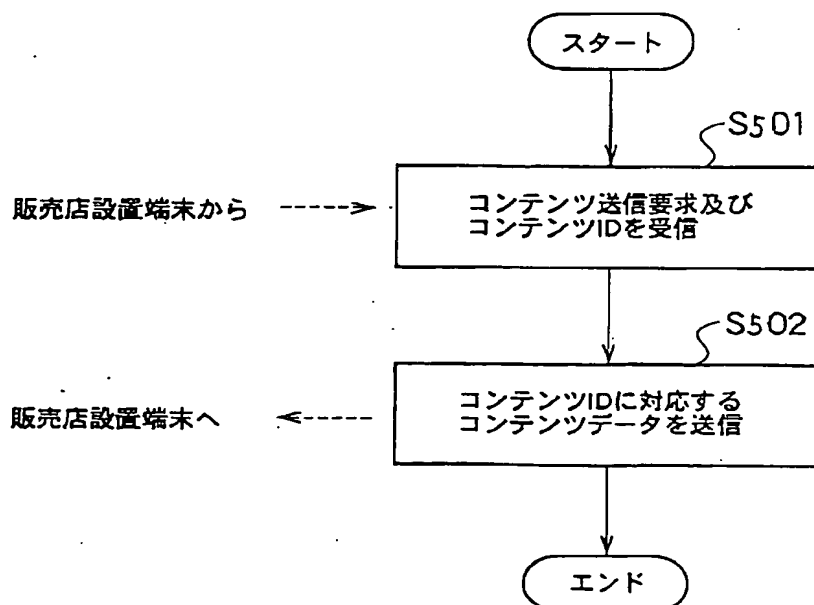 スタート
S501
販売店設置端末から
コンテンツ送信要求及び
コンテンツIDを受信
S502
販売店設置端末へ
コンテンツIDに対応する
コンテンツデータを送信
エンド